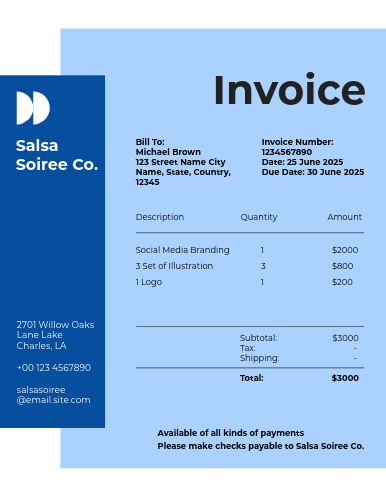 Invoice
Salsa
Soiree Co.
Bill To:
Michael Brown
123 Street Name City
Name, State, Country,
12345
Invoice Number:
1234567890
Date: 25 June 2025
Due Date: 30 June 2025
Description Quantity Amount
Social Media Branding 1 $2000
3 Set of Illustration 3 $800
1 Logo 1 $200
Subtotal: $3000
Tax: -
Shipping: -
Total: $3000
2701 Willow Oaks
Lane Lake
Charles, LA
+00 123 4567890
salsasoiree
@email.site.com
Available of all kinds of payments
Please make checks payable to Salsa Soiree Co.